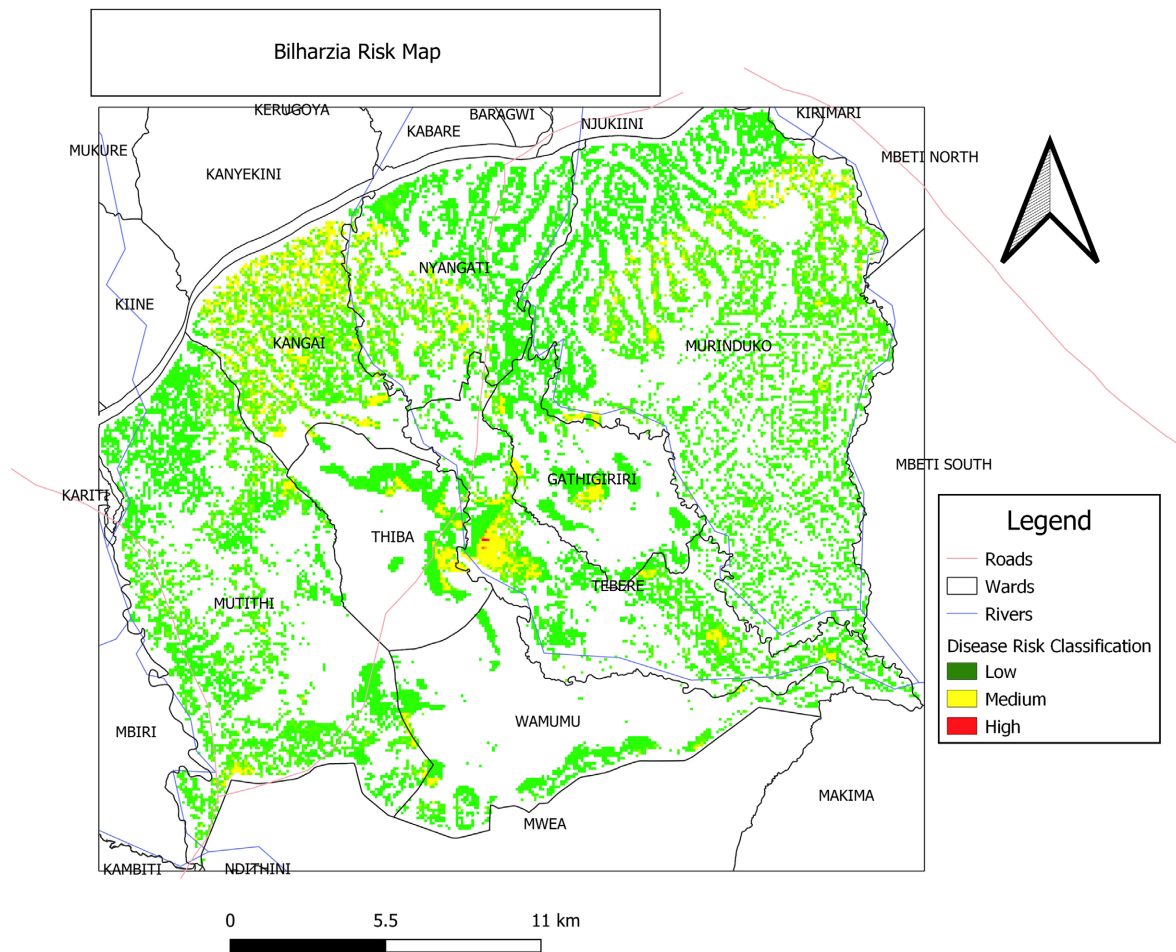 Bilharzia Risk Map
KERUGOYA
BARAGWI
KIRIMARI
NJUKIINI
KABARE
MUKURE
MBETI NORTH
KANYEKINI
NYANGATI
KIINE
KANGAI
MURINDUKO
MBETI SOUTH
GATHIGIRIRI
KARITI
THIBA
TEBERE
MUTITHI
WAMUMU
MBIRI
MAKIMA
MWEA
KAMBITI
NDITHINI
Legend
Roads
Wards
Rivers
Disease Risk Classification
Low
Medium
High
0 5.5 11 km